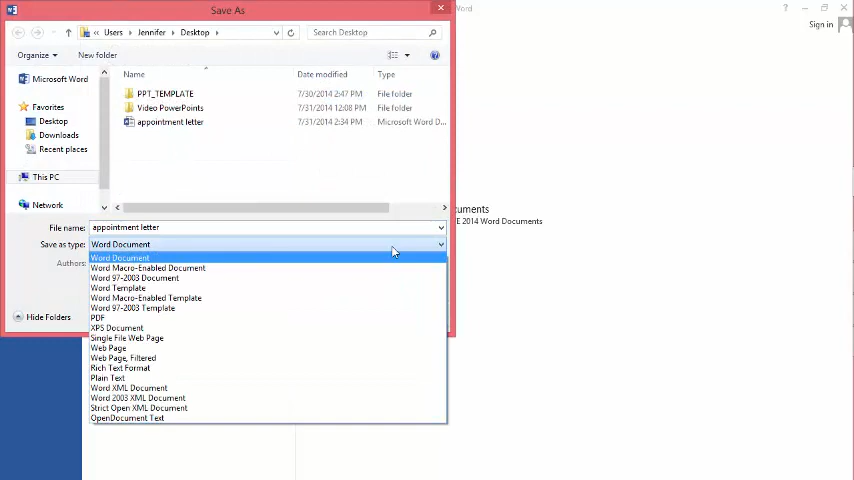 Save As
Word
? 
Sign in
« Users Jennifer Desktop
Search Desktop
Organize
New folder
Microsoft Word
Favorites
Desktop
Downloads
Recent places
This PC
Network
Name Date modified Type
PPT_TEMPLATE 7/30/2014 2:47 PM File folder
Video PowerPoints 7/31/2014 12:08 PM File folder
appointment letter 7/31/2014 2:34 PM Microsoft Word D...
uments
E 2014 Word Documents
File name: appointment letter
Save as type: Word Document
Authors:
Hide Folders
Word Document
Word Macro-Enabled Document
Word 97-2003 Document
Word Template
Word Macro-Enabled Template
Word 97-2003 Template
PDF
XPS Document
Single File Web Page
Web Page
Web Page, Filtered
Rich Text Format
Plain Text
Word XML Document
Word 2003 XML Document
Strict Open XML Document
OpenDocument Text